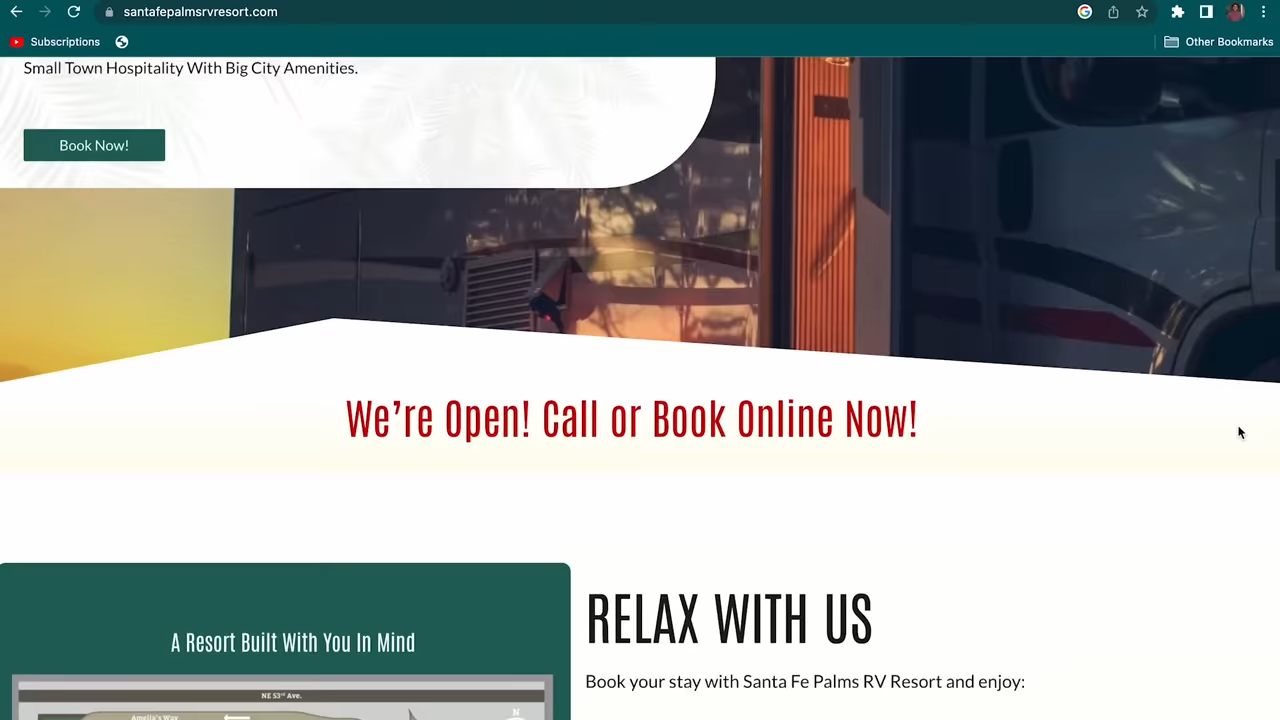 santafepalmsrvresort.com
Subscriptions
Other Bookmarks
Small Town Hospitality With Big City Amenities.
Book Now!
We’re Open! Call or Book Online Now!
A Resort Built With You In Mind
NE 53rd Ave.
Amelia's Way
N
RELAX WITH US
Book your stay with Santa Fe Palms RV Resort and enjoy: